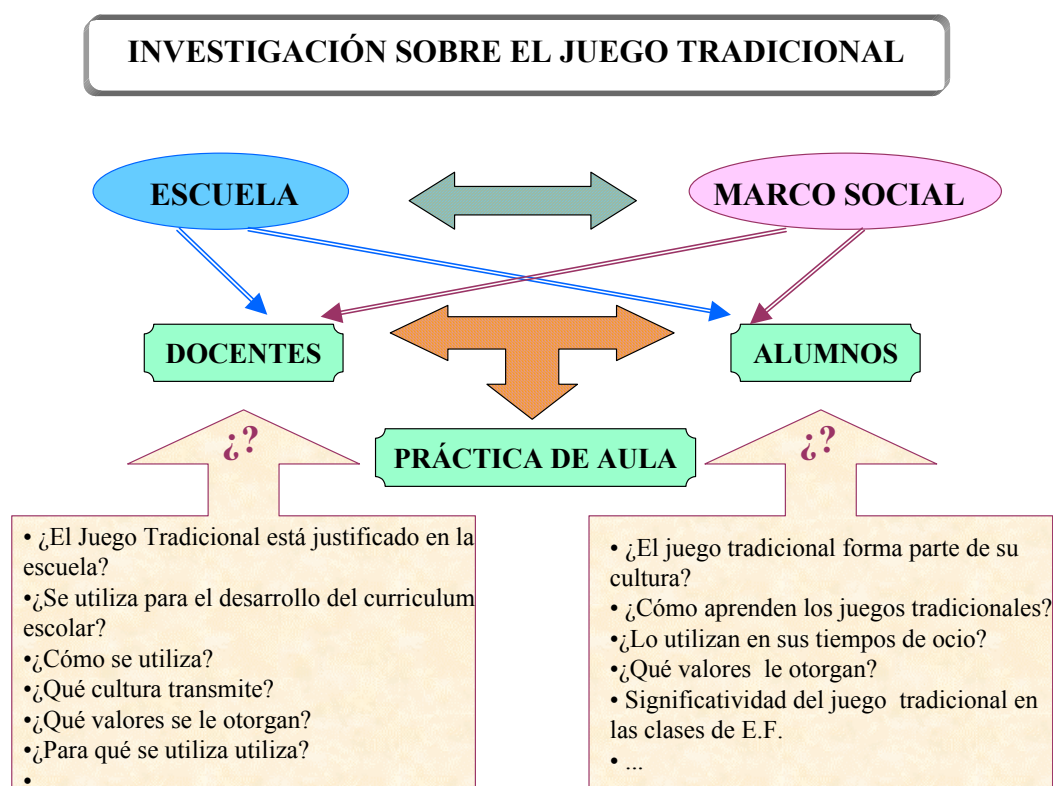 INVESTIGACIÓN SOBRE EL JUEGO TRADICIONAL
ESCUELA
MARCO SOCIAL
DOCENTES
ALUMNOS
PRÁCTICA DE AULA
¿?
¿?
• ¿El Juego Tradicional está justificado en la
escuela?
•¿Se utiliza para el desarrollo del curriculum
escolar?
•¿Cómo se utiliza?
•¿Qué cultura transmite?
•¿Qué valores se le otorgan?
•¿Para qué se utiliza utiliza?
•
• ¿El juego tradicional forma parte de su
cultura?
• ¿Cómo aprenden los juegos tradicionales?
•¿Lo utilizan en sus tiempos de ocio?
•¿Qué valores le otorgan?
• Significatividad del juego tradicional en
las clases de E.F.
• ...